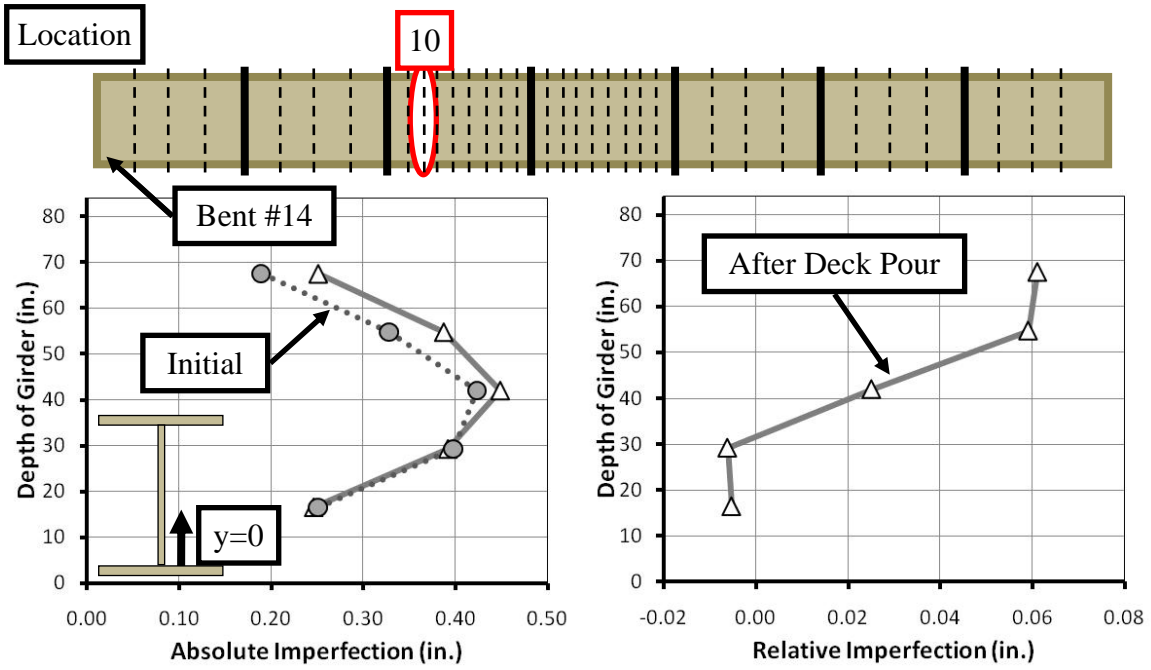 Location
10
Bent #14
Initial
y=0
Depth of Girder (in.)
80
70
60
50
40
30
20
10
0
0.00 0.10 0.20 0.30 0.40 0.50
Absolute Imperfection (in.)
After Deck Pour
Depth of Girder (in.)
80
70
60
50
40
30
20
10
0
-0.02 0.00 0.02 0.04 0.06 0.08
Relative Imperfection (in.)